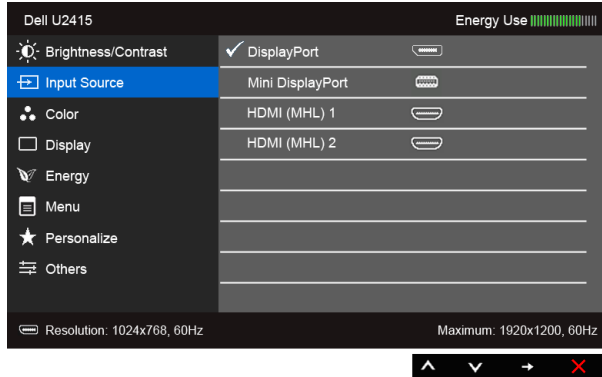 Dell U2415
Energy Use
Brightness/Contrast
DisplayPort
Input Source
Mini DisplayPort
Color
HDMI (MHL) 1
Display
HDMI (MHL) 2
Energy
Menu
Personalize
Others
Resolution: 1024x768, 60Hz
Maximum: 1920x1200, 60Hz